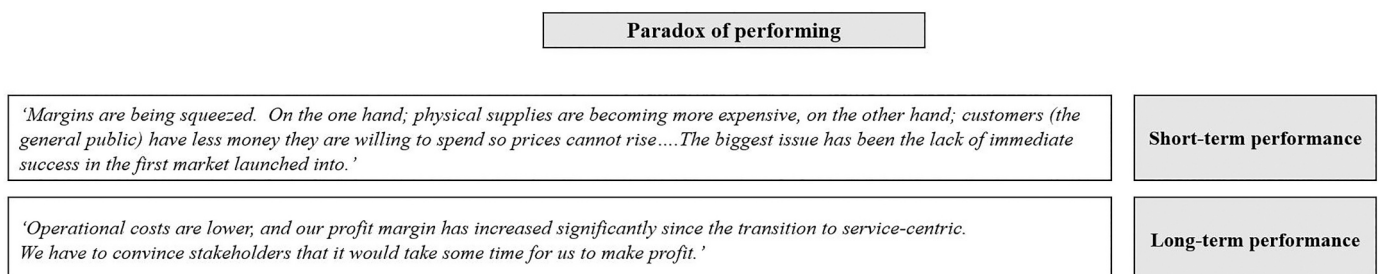 Paradox of performing
‘Margins are being squeezed.  On the one hand; physical supplies are becoming more expensive, on the other hand; customers (the
general public) have less money they are willing to spend so prices cannot rise….The biggest issue has been the lack of immediate
success in the first market launched into.’
Short-term performance
‘Operational costs are lower, and our profit margin has increased significantly since the transition to service-centric.
We have to convince stakeholders that it would take some time for us to make profit.’
Long-term performance